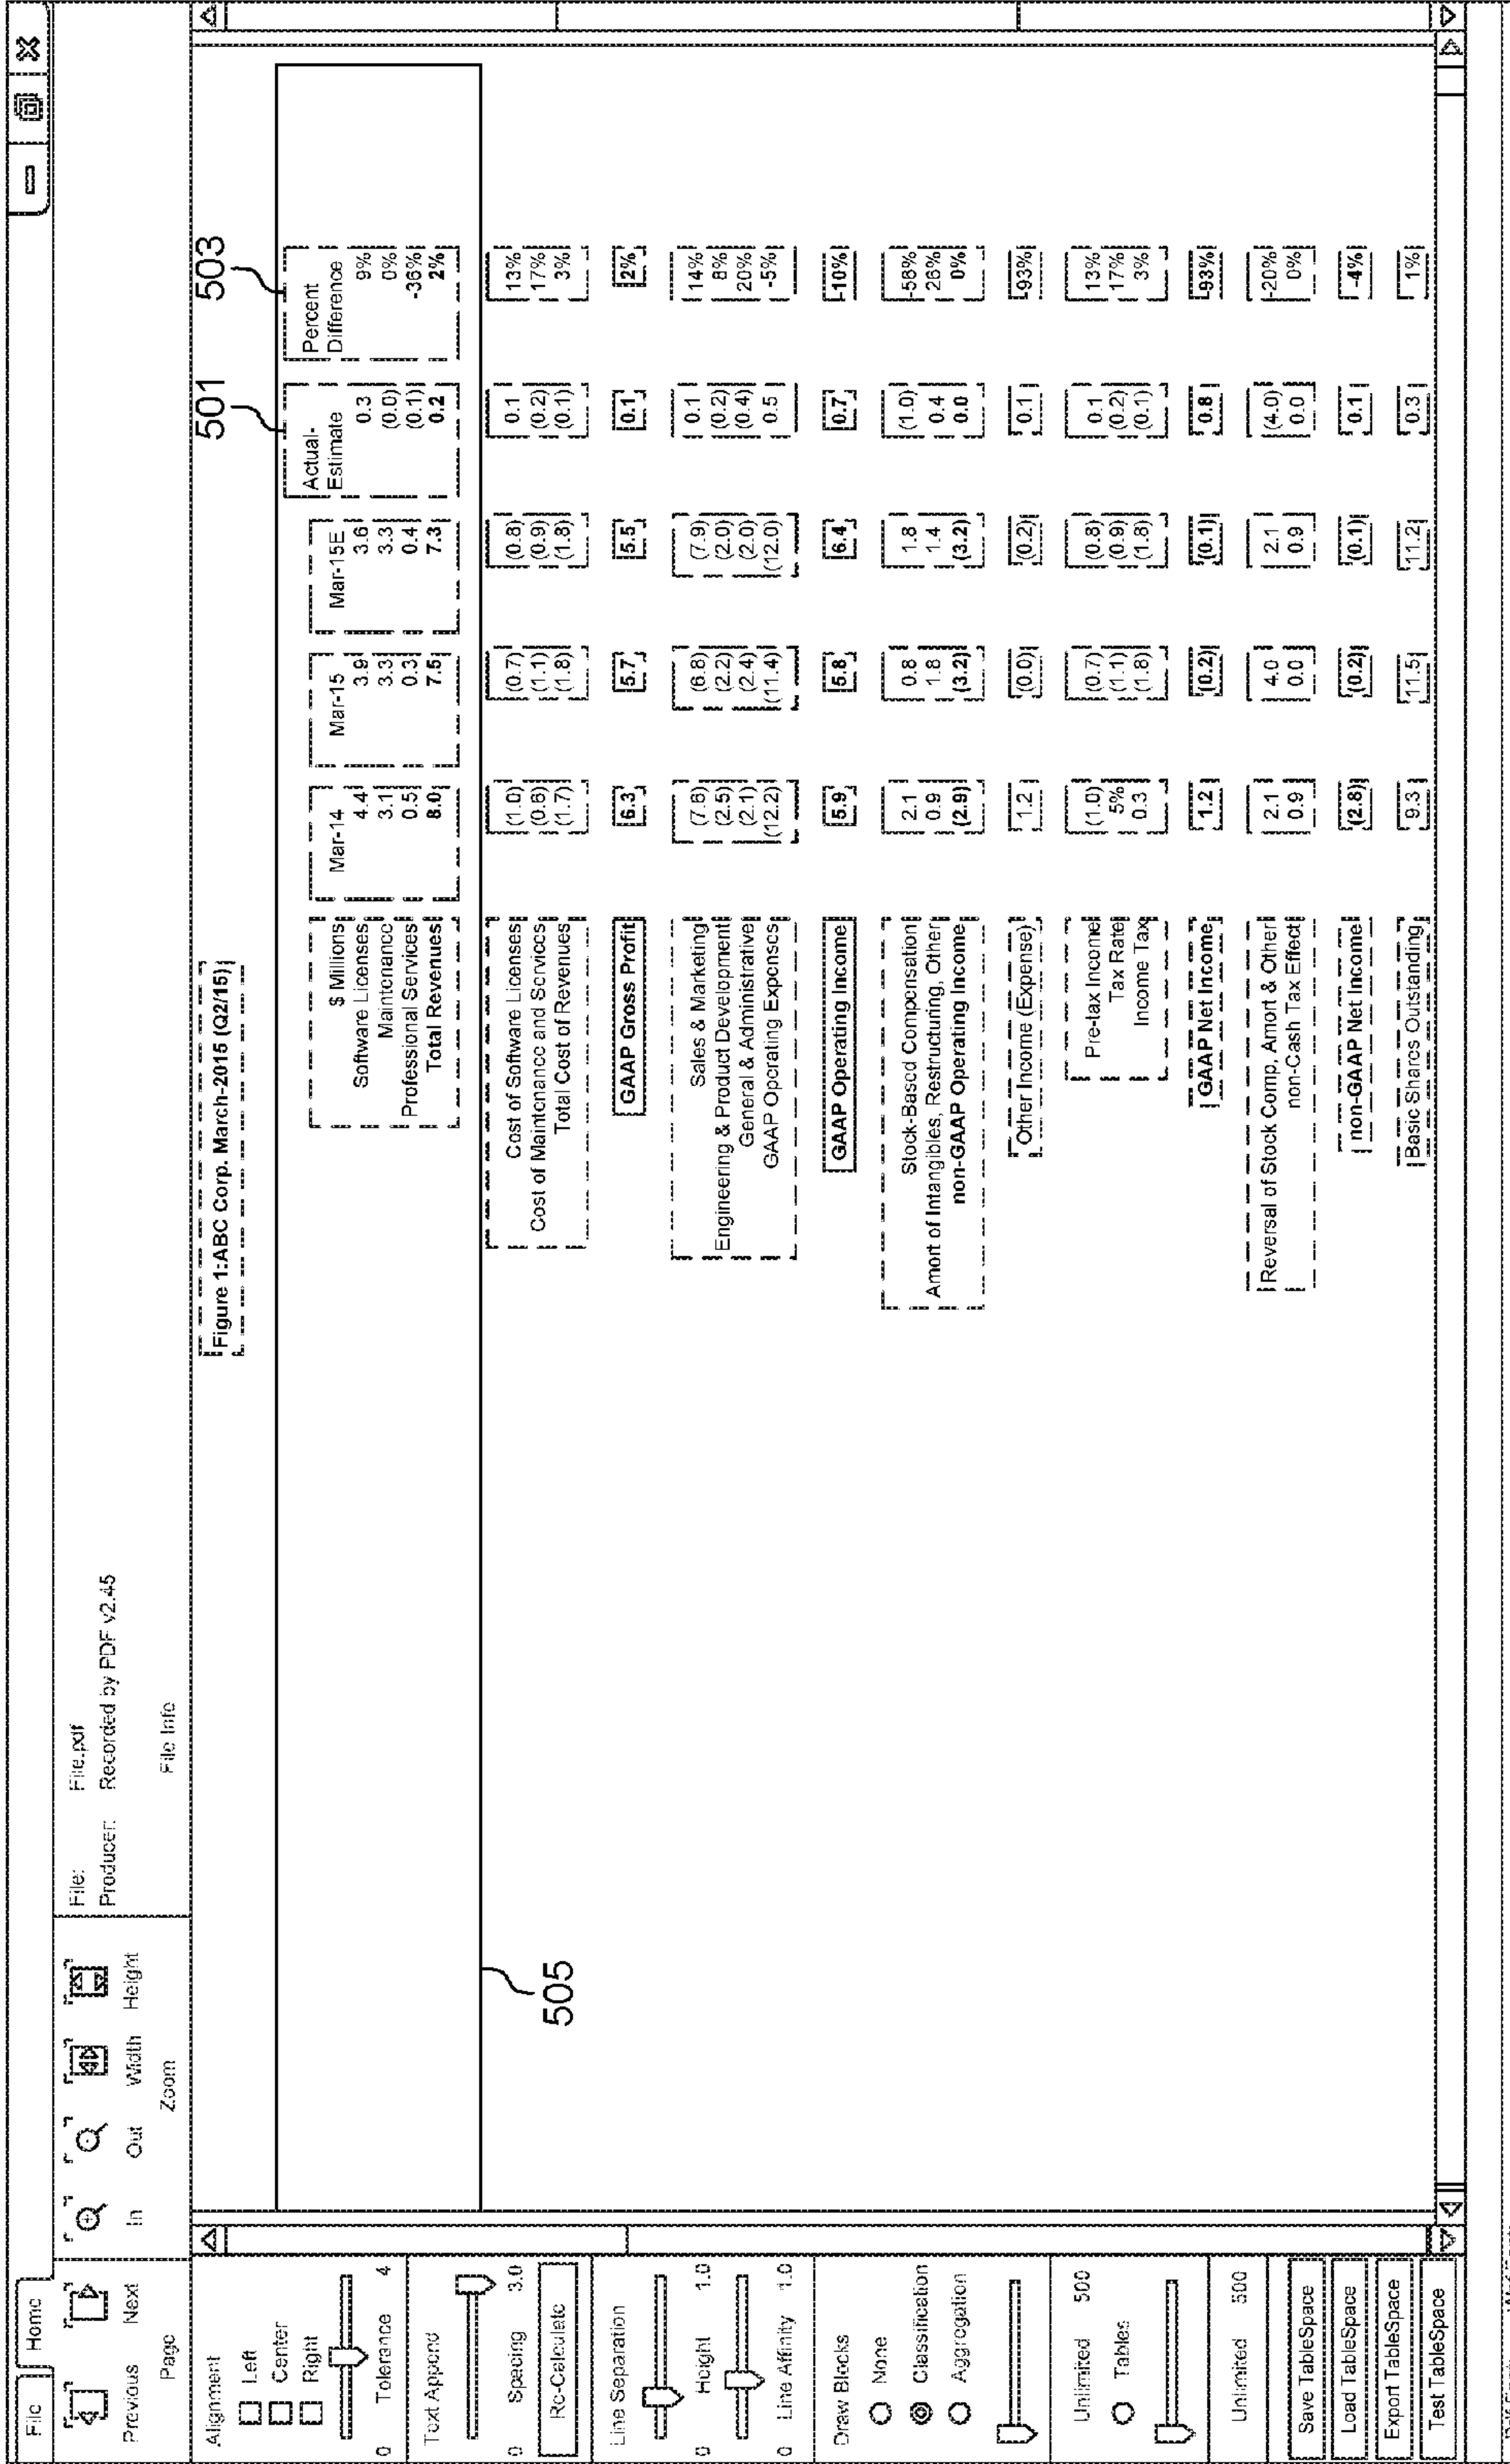 File Home
Previous Next
Page
In Out Width Height
Zoom
File: File.pdf
Producer: Recorded by PDF v2.45
File Info
Alignment
Left
Center
Right
0 Tolerance 4
Text Append
0 Spacing 3.0
Re-Calculate
Line Separation
0 Height 1.0
0 Line Affinity 1.0
Draw Blocks
None
Classification
Aggregation
Unlimited 500
Tables
Unlimited 500
Save TableSpace
Load TableSpace
Export TableSpace
Test TableSpace
501
503
505
Figure 1:ABC Corp. March-2015 (Q2/15)
$ Millions Mar-14 Mar-15 Mar-15E Actual-Estimate Percent Difference
Software Licenses 4.4 3.9 3.6 0.3 9%
Maintenance 3.1 3.3 3.3 (0.0) 0%
Professional Services 0.5 0.3 0.4 (0.1) -36%
Total Revenues 8.0 7.5 7.3 0.2 2%
Cost of Software Licenses (1.0) (0.7) (0.8) 0.1 13%
Cost of Maintenance and Services (0.6) (1.1) (0.9) (0.2) 17%
Total Cost of Revenues (1.7) (1.8) (1.8) (0.1) 3%
GAAP Gross Profit 6.3 5.7 5.5 0.1 2%
Sales & Marketing (7.6) (6.8) (7.9) 0.1 14%
Engineering & Product Development (2.5) (2.2) (2.0) (0.2) 8%
General & Administrative (2.1) (2.4) (2.0) (0.4) 20%
GAAP Operating Expenses (12.2) (11.4) (12.0) 0.5 -5%
GAAP Operating Income 5.9 5.8 6.4 0.7 -10%
Stock-Based Compensation 2.1 0.8 1.8 (1.0) -58%
Amort of Intangibles, Restructuring, Other 0.9 1.8 1.4 0.4 26%
non-GAAP Operating Income (2.9) (3.2) (3.2) 0.0 0%
Other Income (Expense) 1.2 (0.0) (0.2) 0.1 -93%
Pre-tax Income (1.0) (0.7) (0.8) 0.1 13%
Tax Rate 5% (1.1) (0.9) (0.2) 17%
Income Tax 0.3 (1.8) (1.8) (0.1) 3%
GAAP Net Income 1.2 (0.2) (0.1) 0.8 -93%
Reversal of Stock Comp, Amort & Other 2.1 4.0 2.1 (4.0) -20%
non-Cash Tax Effect 0.9 0.0 0.9 0.0 0%
non-GAAP Net Income (2.8) (0.2) (0.1) 0.1 -4%
Basic Shares Outstanding 9.3 11.5 11.2 0.3 1%